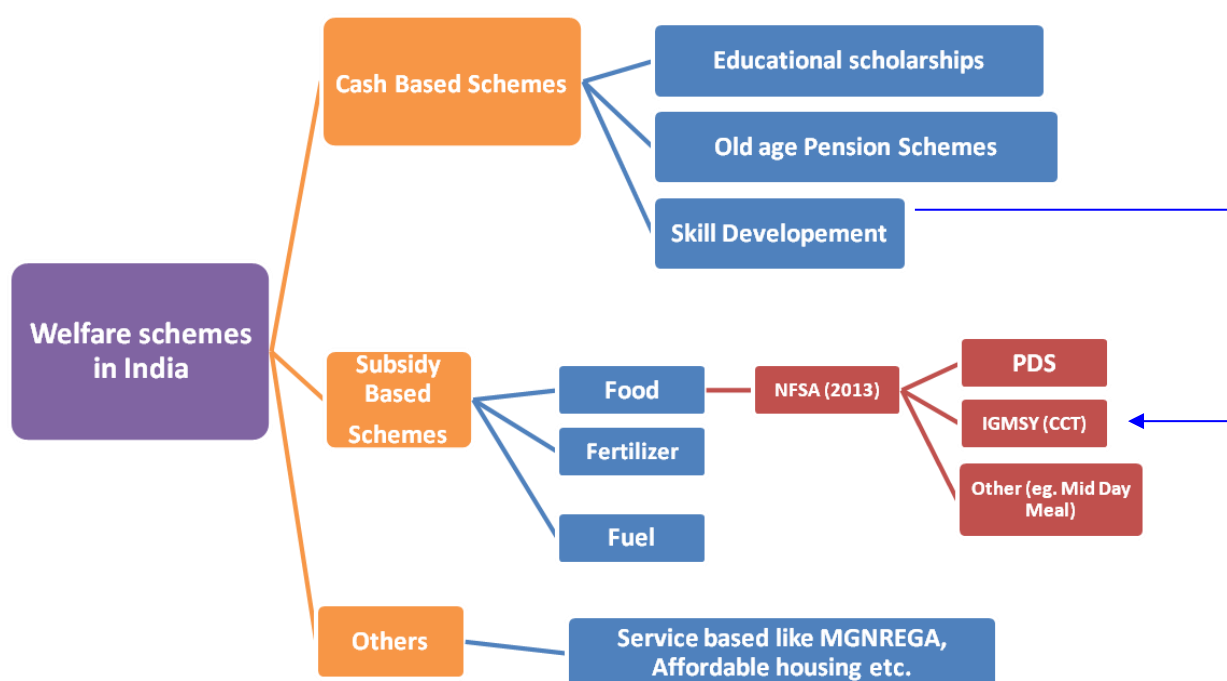 Welfare schemes
in India
Cash Based Schemes
Educational scholarships
Old age Pension Schemes
Skill Developement
Subsidy
Based
Schemes
Food
NFSA (2013)
PDS
IGMSY (CCT)
Other (eg. Mid Day
Meal)
Fertilizer
Fuel
Others
Service based like MGNREGA,
Affordable housing etc.